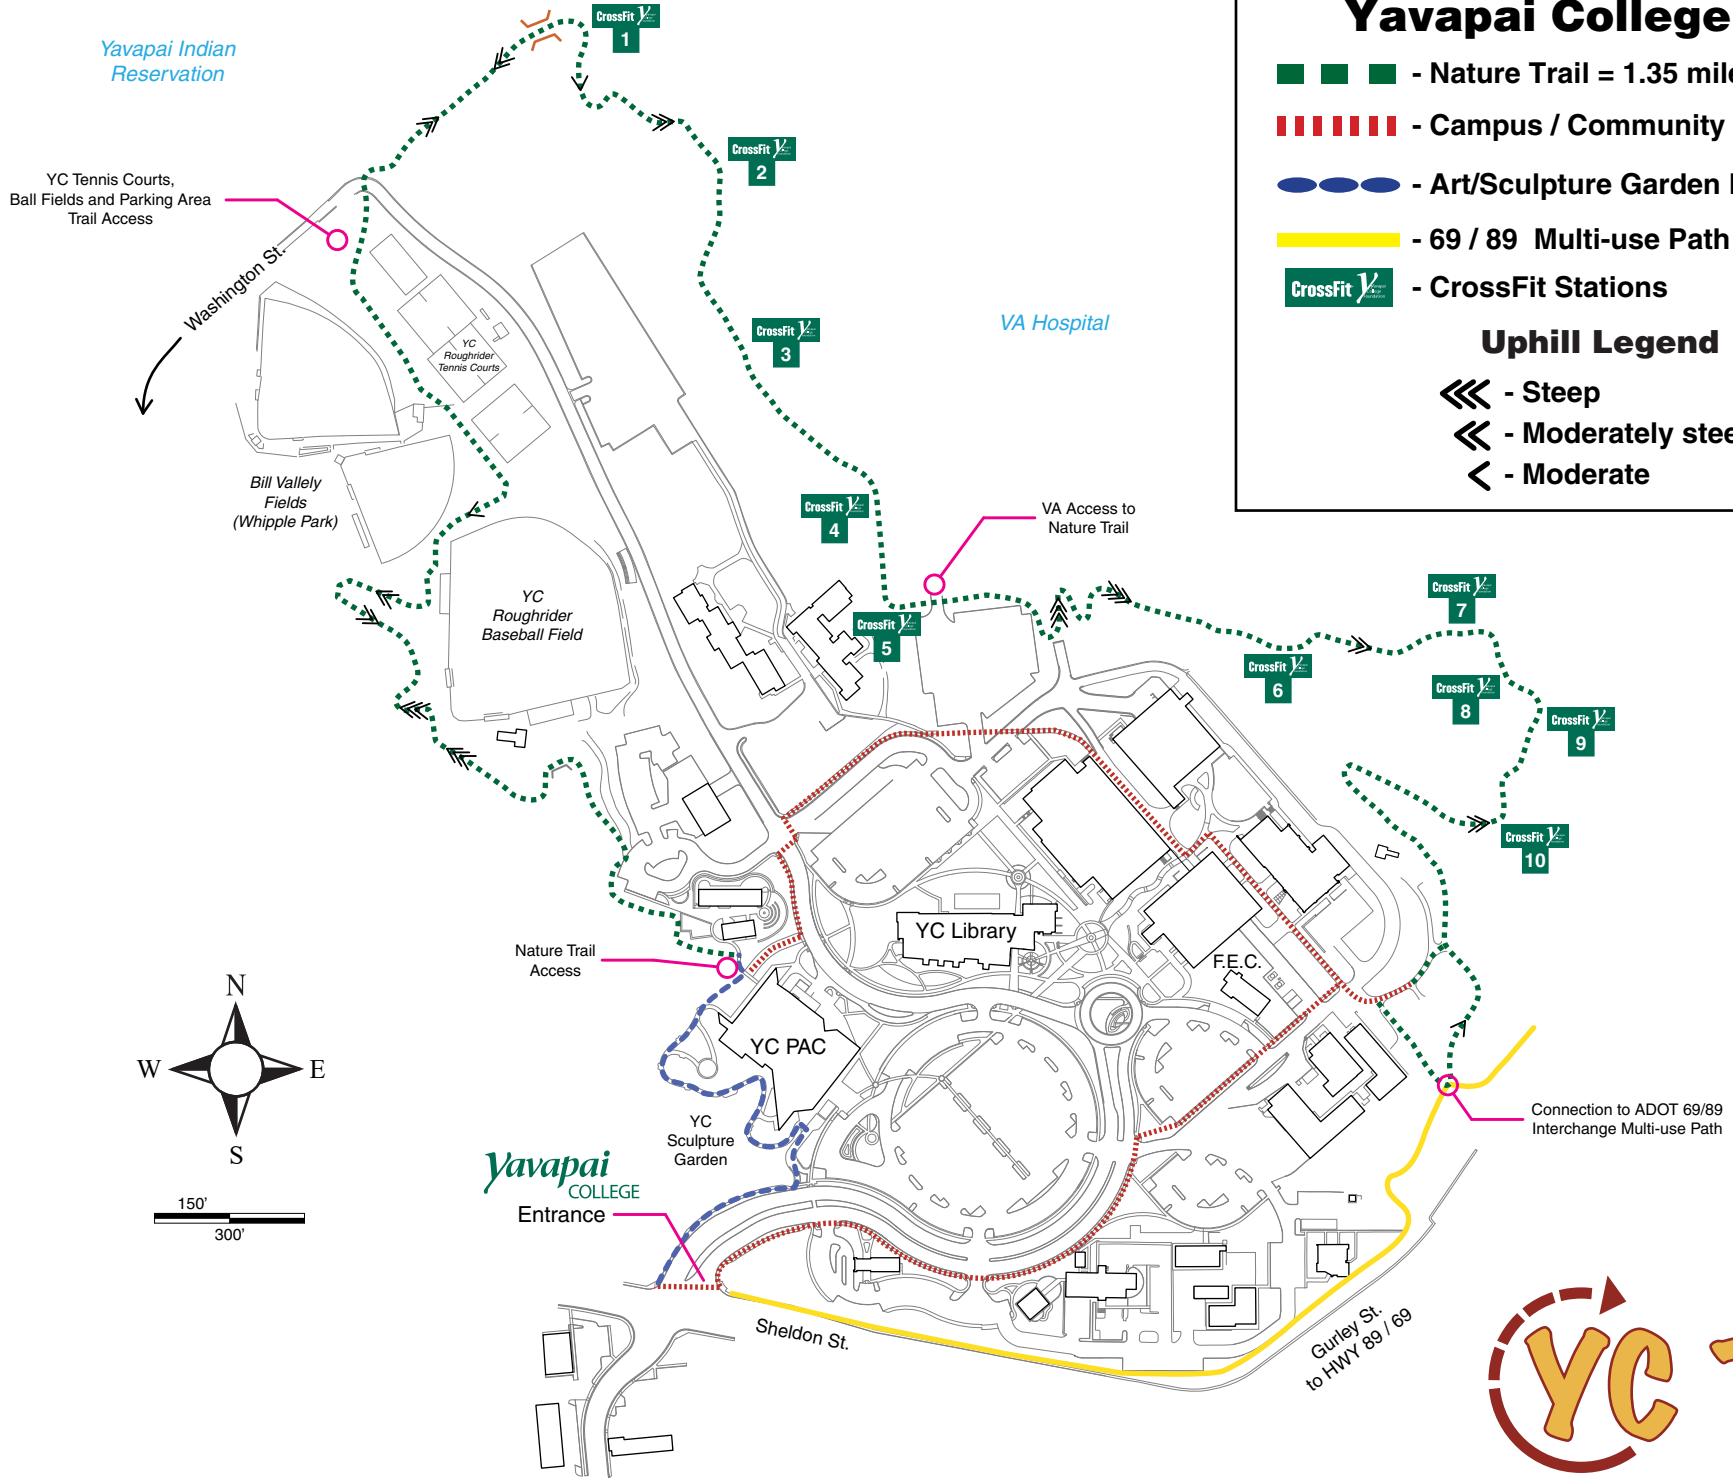 Yavapai Indian
Reservation
CrossFit Y
1
Yavapai College
- Nature Trail = 1.35 mile
- Campus / Community
- Art/Sculpture Garden
- 69 / 89 Multi-use Path
CrossFit Y
- CrossFit Stations
Uphill Legend
- Steep
- Moderately stee
- Moderate
CrossFit Y
2
YC Tennis Courts,
Ball Fields and Parking Area
Trail Access
Washington St.
CrossFit Y
3
VA Hospital
YC
Roughrider
Tennis Courts
Bill Vallely
Fields
(Whipple Park)
CrossFit Y
4
VA Access to
Nature Trail
YC
Roughrider
Baseball Field
CrossFit Y
5
CrossFit Y
6
CrossFit Y
7
CrossFit Y
8
CrossFit Y
9
CrossFit Y
10
YC Library
F.E.C.
Nature Trail
Access
YC PAC
N
W
E
S
YC
Sculpture
Garden
Connection to ADOT 69/89
Interchange Multi-use Path
Yavapai
COLLEGE
Entrance
150'
300'
Sheldon St.
Gurley St.
to HWY 89 / 69
YC